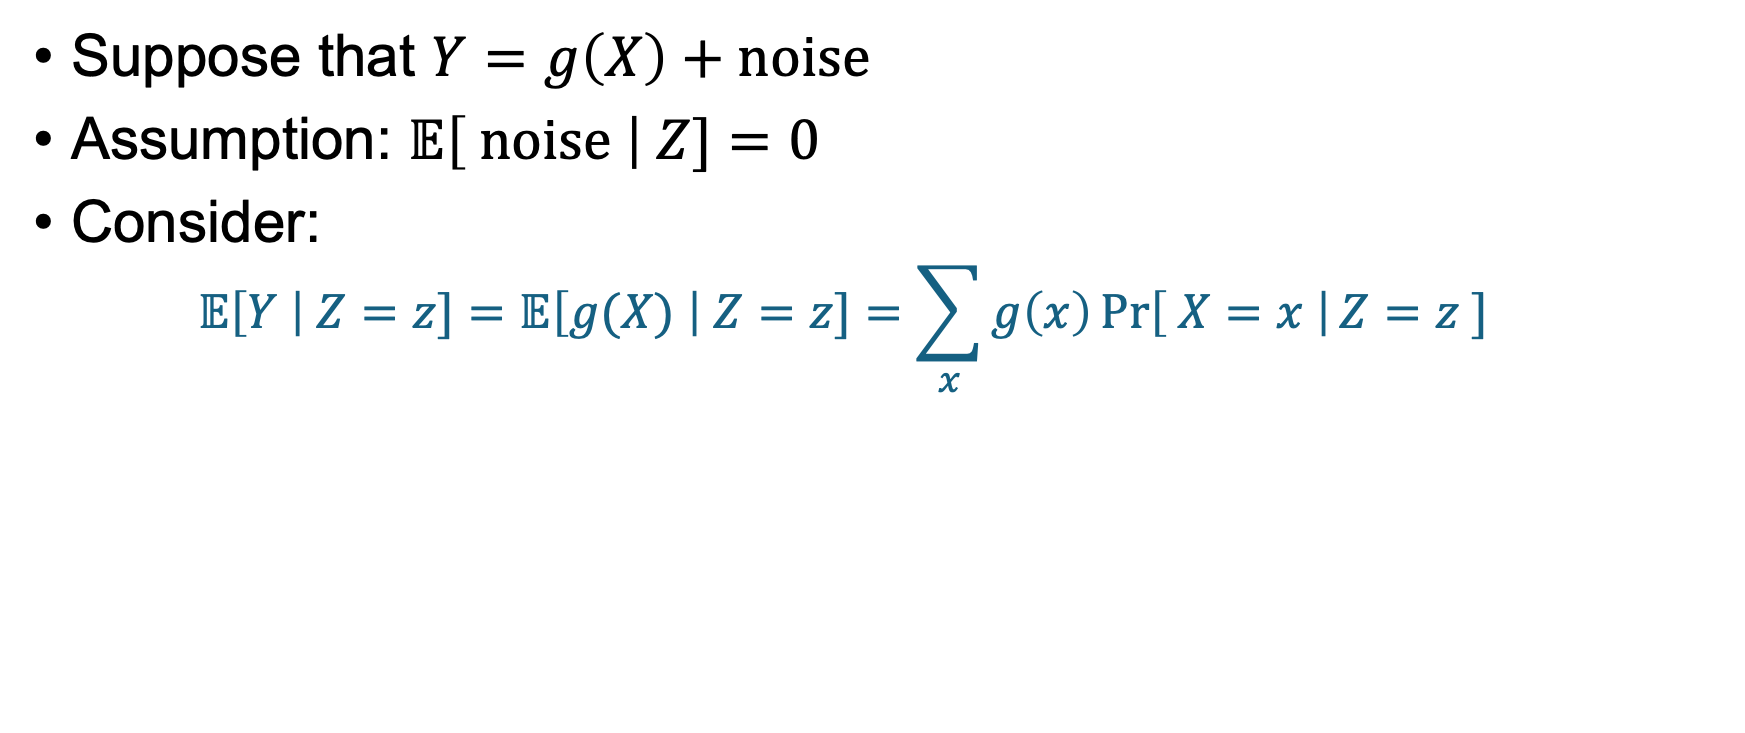 • Suppose that 𝑌 = 𝑔(𝑋) + noise
• Assumption: 𝔼[ noise | 𝑍] = 0
• Consider:
𝔼[𝑌 | 𝑍 = 𝑧] = 𝔼[𝑔(𝑋) | 𝑍 = 𝑧] = ∑ 𝑔(𝑥) Pr[ 𝑋 = 𝑥 | 𝑍 = 𝑧 ]
𝑥